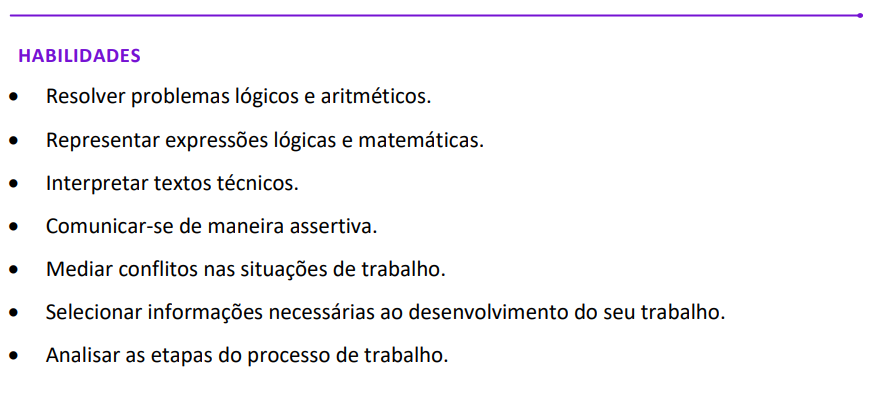 HABILIDADES
• Resolver problemas lógicos e aritméticos.
• Representar expressões lógicas e matemáticas.
• Interpretar textos técnicos.
• Comunicar-se de maneira assertiva.
• Mediar conflitos nas situações de trabalho.
• Selecionar informações necessárias ao desenvolvimento do seu trabalho.
• Analisar as etapas do processo de trabalho.